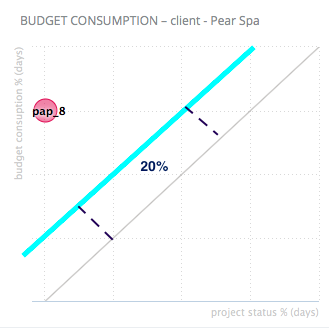 BUDGET CONSUMPTION – client - Pear Spa
budget consuption % (days)
pap_8
20%
project status % (days)